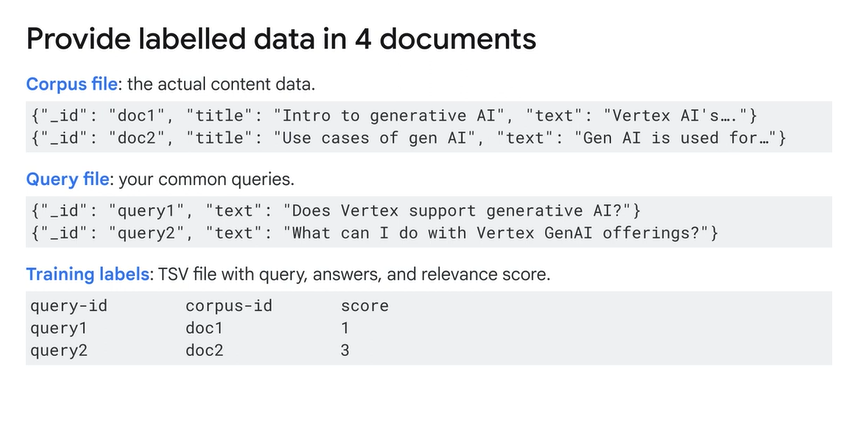 Provide labelled data in 4 documents
Corpus file: the actual content data.
{"_id": "doc1", "title": "Intro to generative AI", "text": "Vertex AI's…."}
{"_id": "doc2", "title": "Use cases of gen AI", "text": "Gen AI is used for…"}
Query file: your common queries.
{"_id": "query1", "text": "Does Vertex support generative AI?"}
{"_id": "query2", "text": "What can I do with Vertex GenAI offerings?"}
Training labels: TSV file with query, answers, and relevance score.
query-id corpus-id score
query1 doc1 1
query2 doc2 3